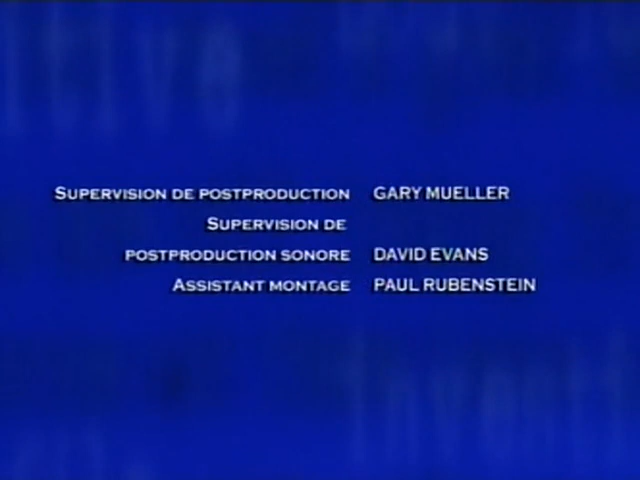 SUPERVISION DE POSTPRODUCTION GARY MUELLER
SUPERVISION DE
POSTPRODUCTION SONORE DAVID EVANS
ASSISTANT MONTAGE PAUL RUBENSTEIN